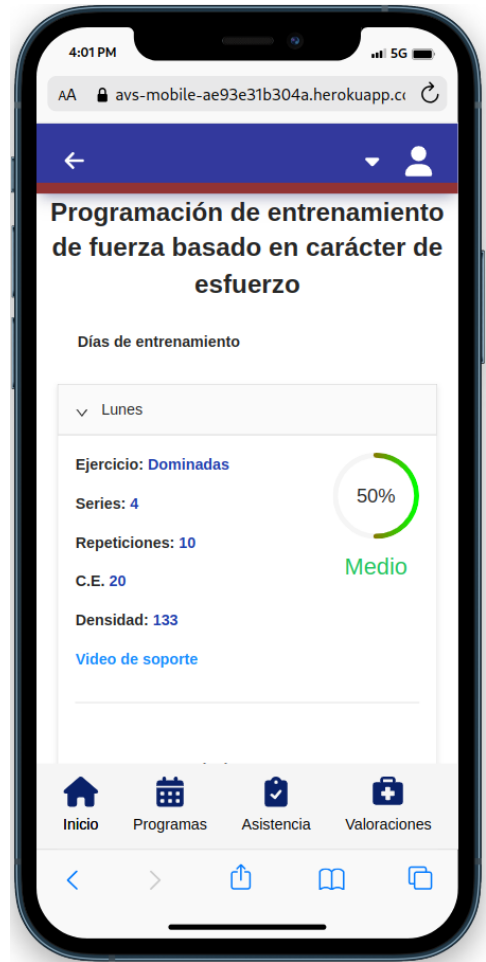 4:01 PM
5G
AA avs-mobile-ae93e31b304a.herokuapp.cc
Programación de entrenamiento
de fuerza basado en carácter de
esfuerzo
Días de entrenamiento
Lunes
Ejercicio: Dominadas
Series: 4
50%
Repeticiones: 10
Medio
C.E. 20
Densidad: 133
Video de soporte
Inicio Programas Asistencia Valoraciones